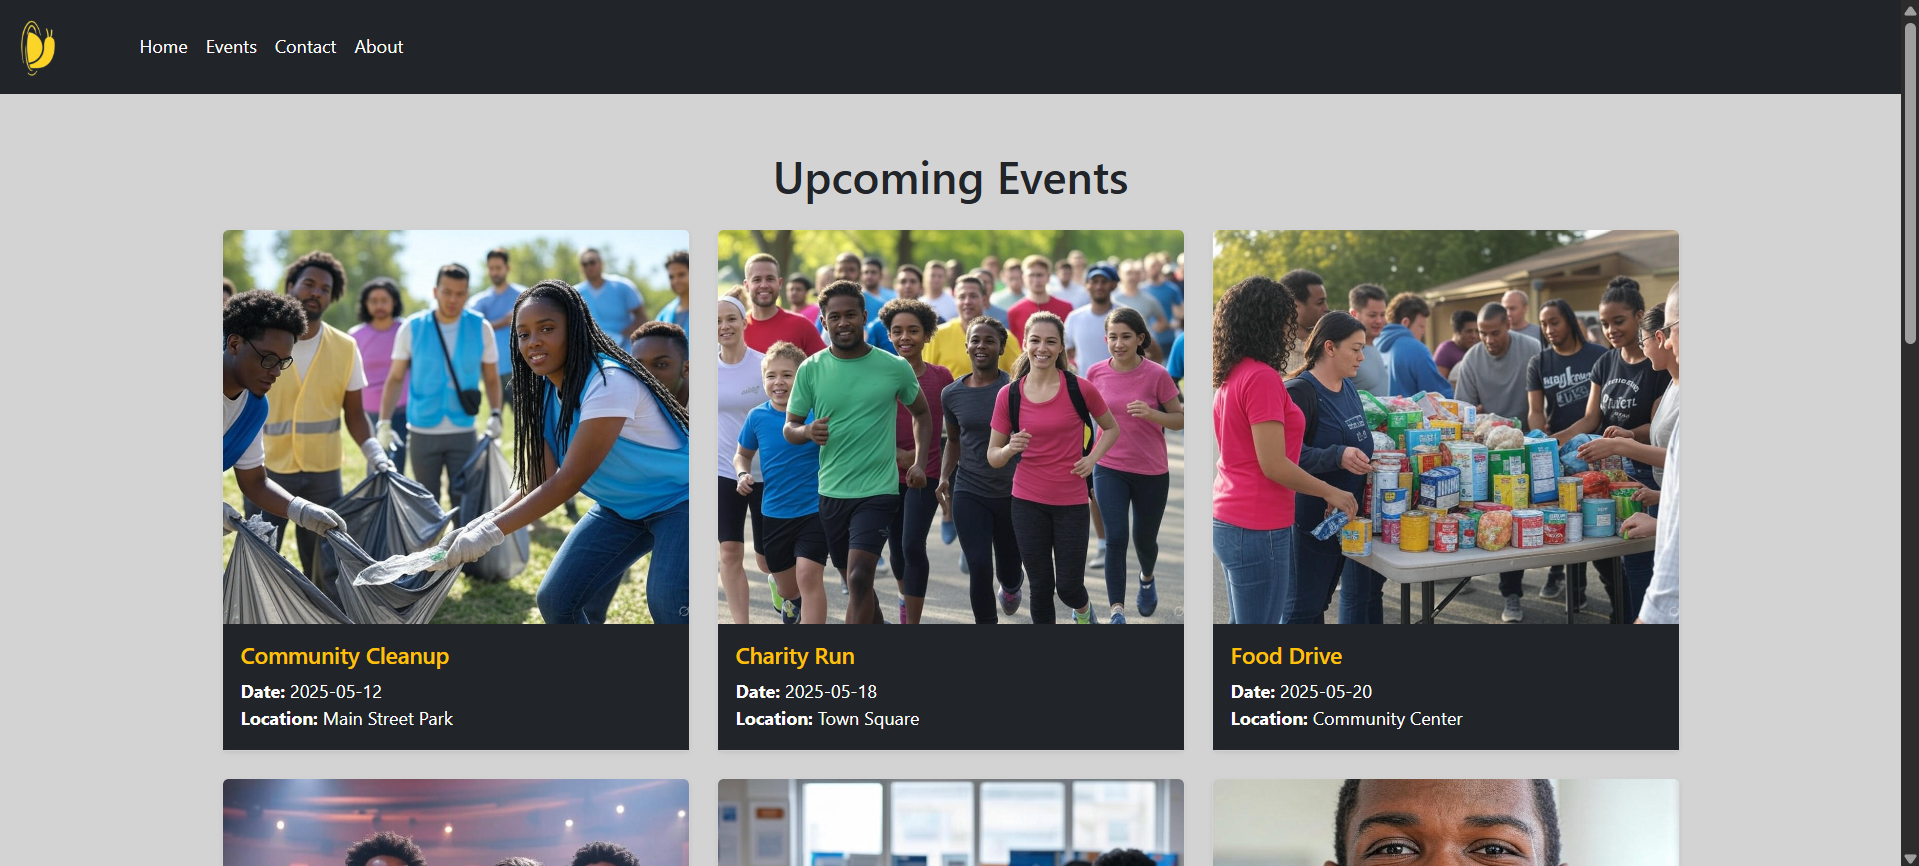 Home Events Contact About
Upcoming Events
Community Cleanup
Date: 2025-05-12
Location: Main Street Park
Charity Run
Date: 2025-05-18
Location: Town Square
Food Drive
Date: 2025-05-20
Location: Community Center